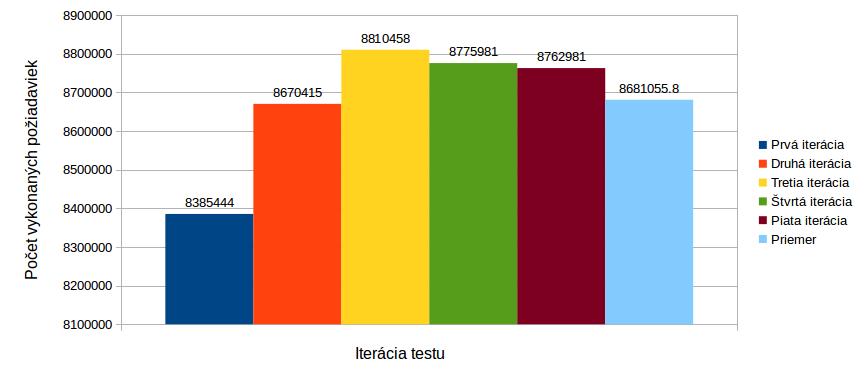 Počet vykonaných požiadaviek
8900000
8800000
8700000
8600000
8500000
8400000
8300000
8200000
8100000
8385444
8670415
8810458
8775981
8762981
8681055.8
Iterácia testu
Prvá iterácia
Druhá iterácia
Tretia iterácia
Štvrtá iterácia
Piata iterácia
Priemer